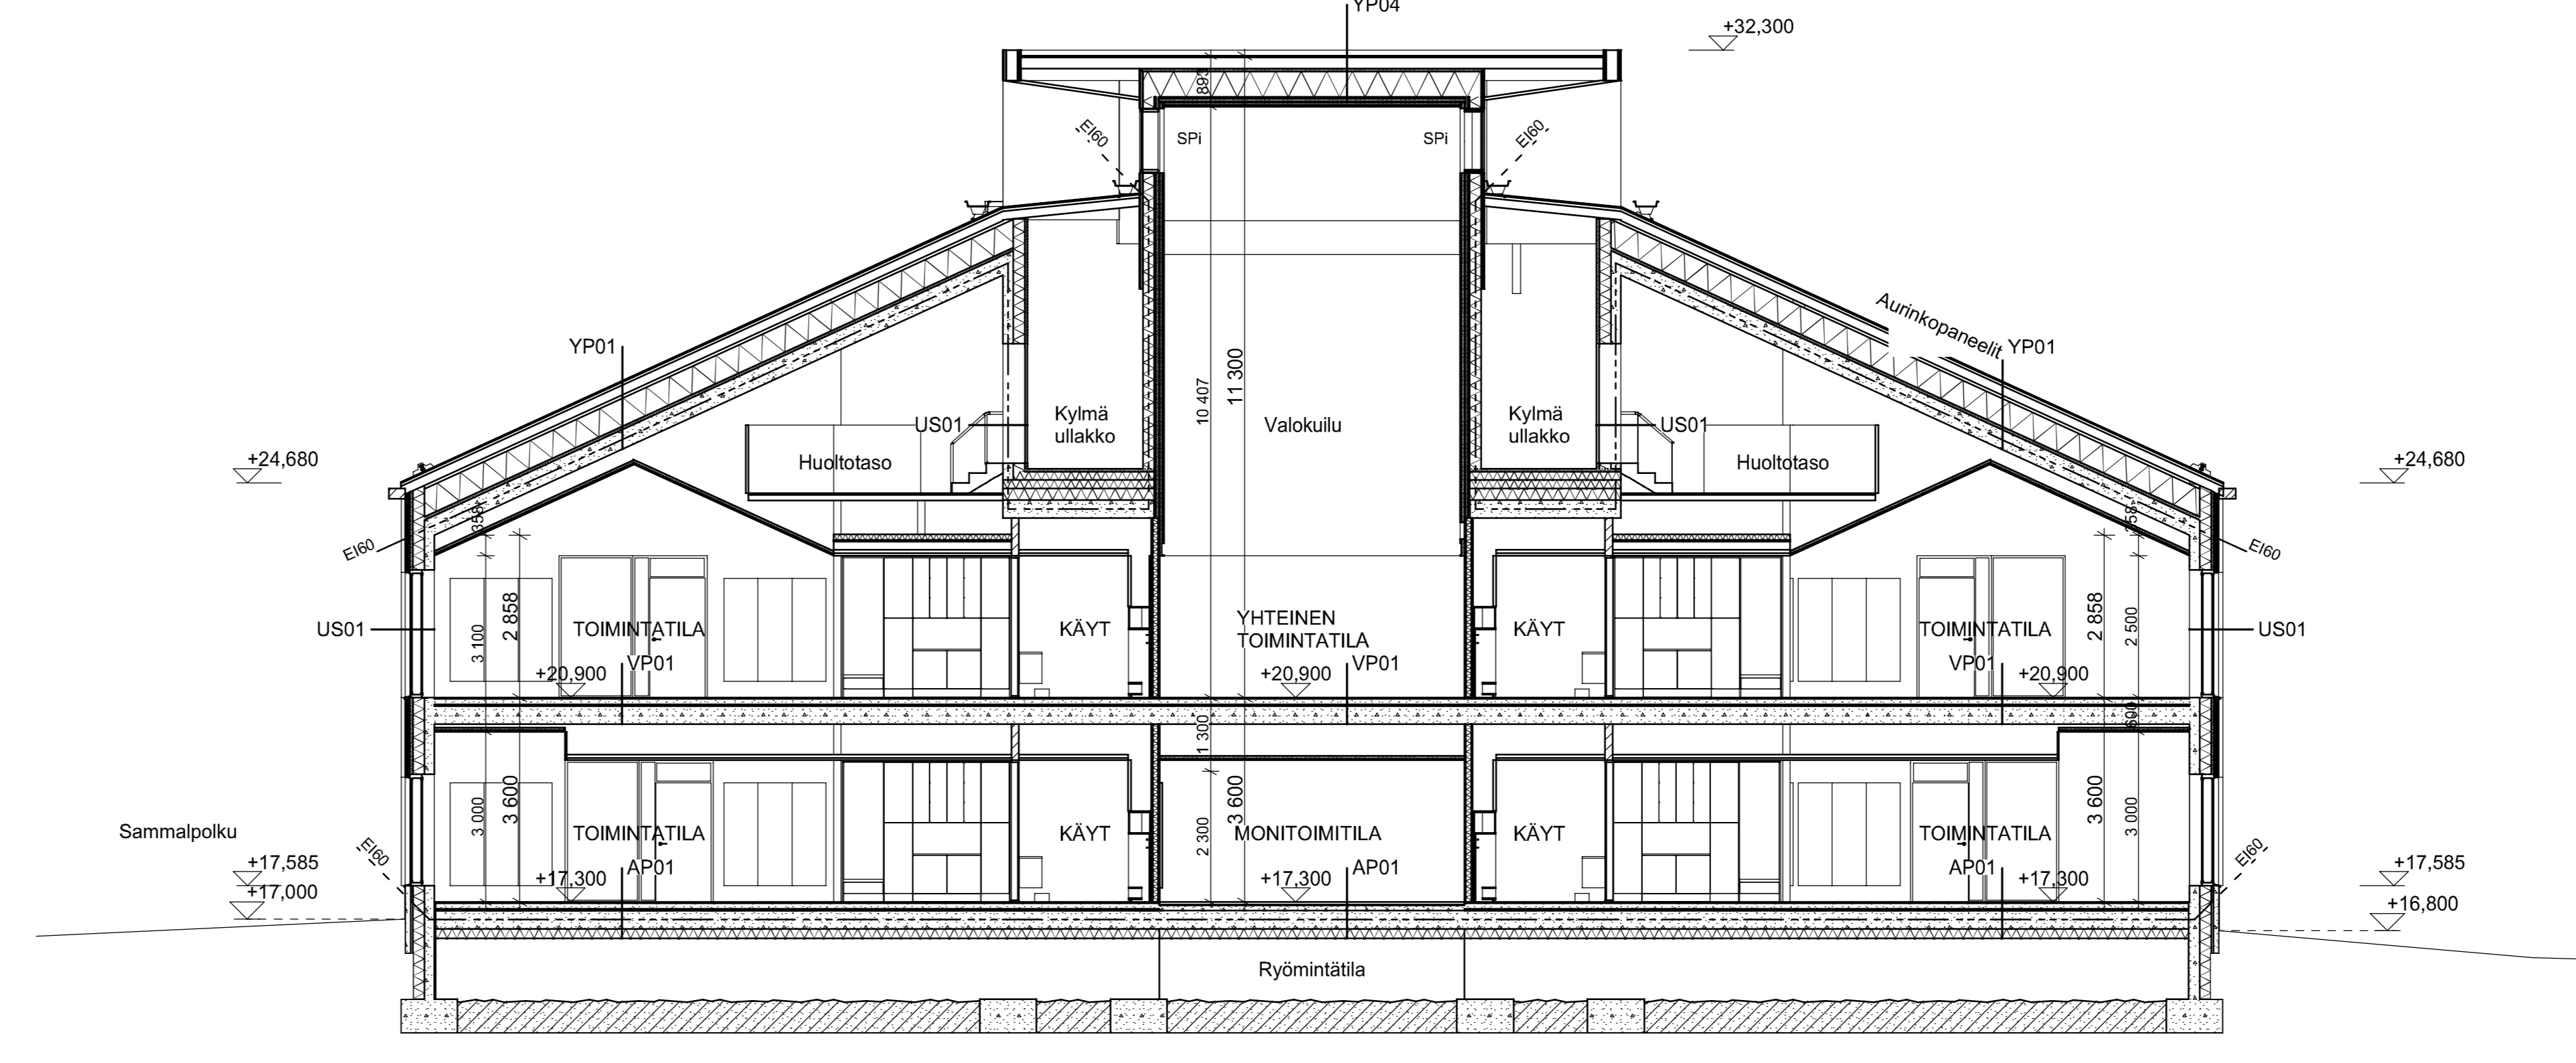 YP04
+32,300
893
EI60
SPi
SPi
EI60
Aurinkopaneelit
YP01
YP01
10 407
11 300
US01
Kylmä
ullakko
Valokuilu
Kylmä
ullakko
US01
+24,680
Huoltotaso
Huoltotaso
+24,680
358
358
EI60
EI60
US01
3 100
2 858
TOIMINTATILA
KÄYT
YHTEINEN
TOIMINTATILA
KÄYT
TOIMINTATILA
2 858
2 500
US01
+20,900
VP01
+20,900
VP01
VP01
+20,900
1 300
600
Sammalpolku
3 000
3 600
TOIMINTATILA
KÄYT
2 300
3 600
MONITOIMITILA
KÄYT
TOIMINTATILA
3 600
3 000
EI60
EI60
+17,585
+17,000
+17,300
AP01
+17,300
AP01
AP01
+17,300
+17,585
+16,800
Ryömintätila